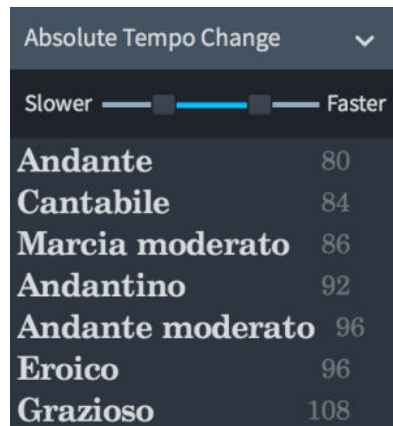 Absolute Tempo Change
Slower Faster
Andante 80
Cantabile 84
Marcia moderato 86
Andantino 92
Andante moderato 96
Eroico 96
Grazioso 108